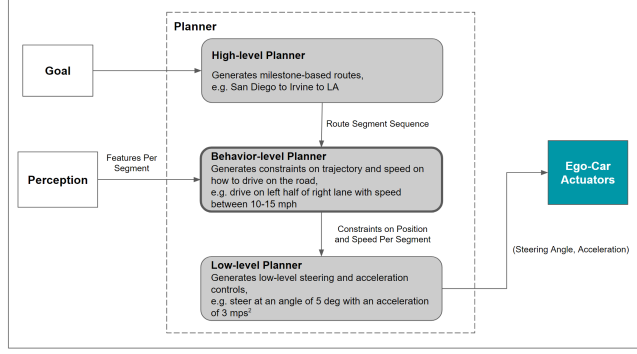 Planner
High-level Planner
Generates milestone-based routes,
e.g. San Diego to Irvine to LA
Goal
Route Segment Sequence
Features Per
Segment
Perception
Behavior-level Planner
Generates constraints on trajectory and speed on
how to drive on the road,
e.g. drive on left half of right lane with speed
between 10-15 mph
Ego-Car
Actuators
Constraints on Position
and Speed Per Segment
(Steering Angle, Acceleration)
Low-level Planner
Generates low-level steering and acceleration
controls,
e.g. steer at an angle of 5 deg with an acceleration
of 3 mps²